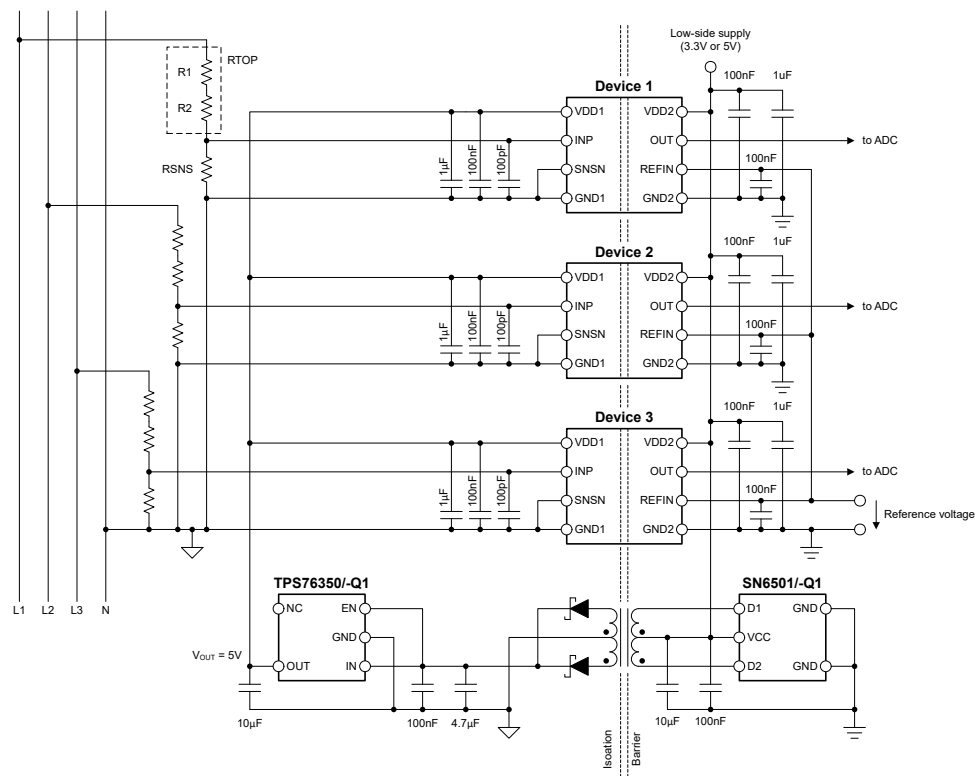 Low-side supply
(3.3V or 5V)
RTOP
R1
R2
RSNS
100nF
1uF
Device 1
VDD1
INP
SNSN
GND1
VDD2
OUT
REFIN
GND2
1µF
100nF
100pF
100nF
to ADC
100nF
1uF
Device 2
VDD1
INP
SNSN
GND1
VDD2
OUT
REFIN
GND2
1µF
100nF
100pF
100nF
to ADC
100nF
1uF
Device 3
VDD1
INP
SNSN
GND1
VDD2
OUT
REFIN
GND2
1µF
100nF
100pF
100nF
to ADC
Reference voltage
L1
L2
L3
N
TPS76350/-Q1
NC
EN
GND
OUT
IN
VOUT = 5V
10µF
100nF
4.7µF
SN6501/-Q1
D1
VCC
D2
GND
GND
10µF
100nF
Isoation
Barrier